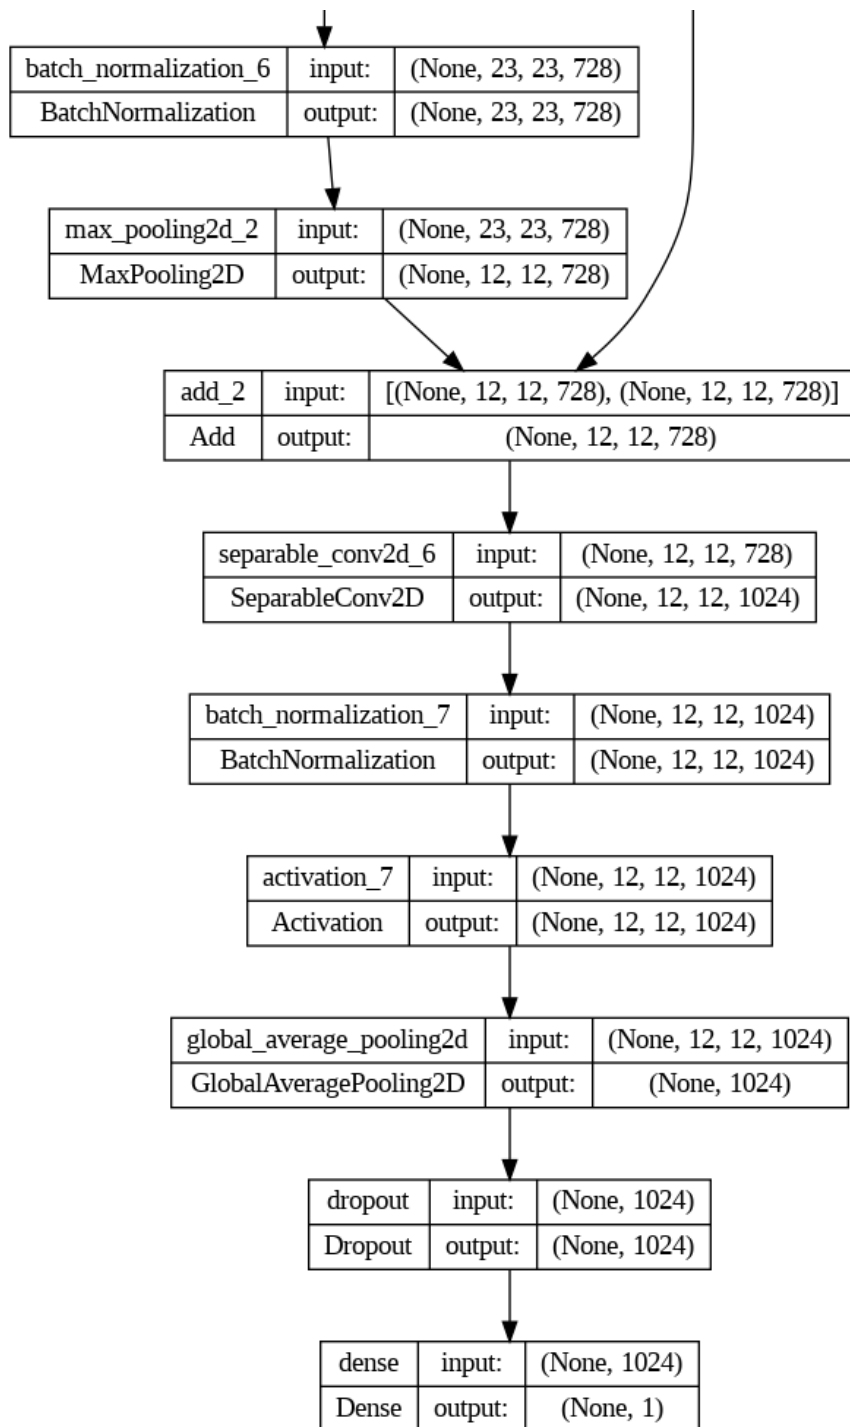 batch_normalization_6 input: (None, 23, 23, 728)
BatchNormalization output: (None, 23, 23, 728)
max_pooling2d_2 input: (None, 23, 23, 728)
MaxPooling2D output: (None, 12, 12, 728)
add_2 input: [(None, 12, 12, 728), (None, 12, 12, 728)]
Add output: (None, 12, 12, 728)
separable_conv2d_6 input: (None, 12, 12, 728)
SeparableConv2D output: (None, 12, 12, 1024)
batch_normalization_7 input: (None, 12, 12, 1024)
BatchNormalization output: (None, 12, 12, 1024)
activation_7 input: (None, 12, 12, 1024)
Activation output: (None, 12, 12, 1024)
global_average_pooling2d input: (None, 12, 12, 1024)
GlobalAveragePooling2D output: (None, 1024)
dropout input: (None, 1024)
Dropout output: (None, 1024)
dense input: (None, 1024)
Dense output: (None, 1)